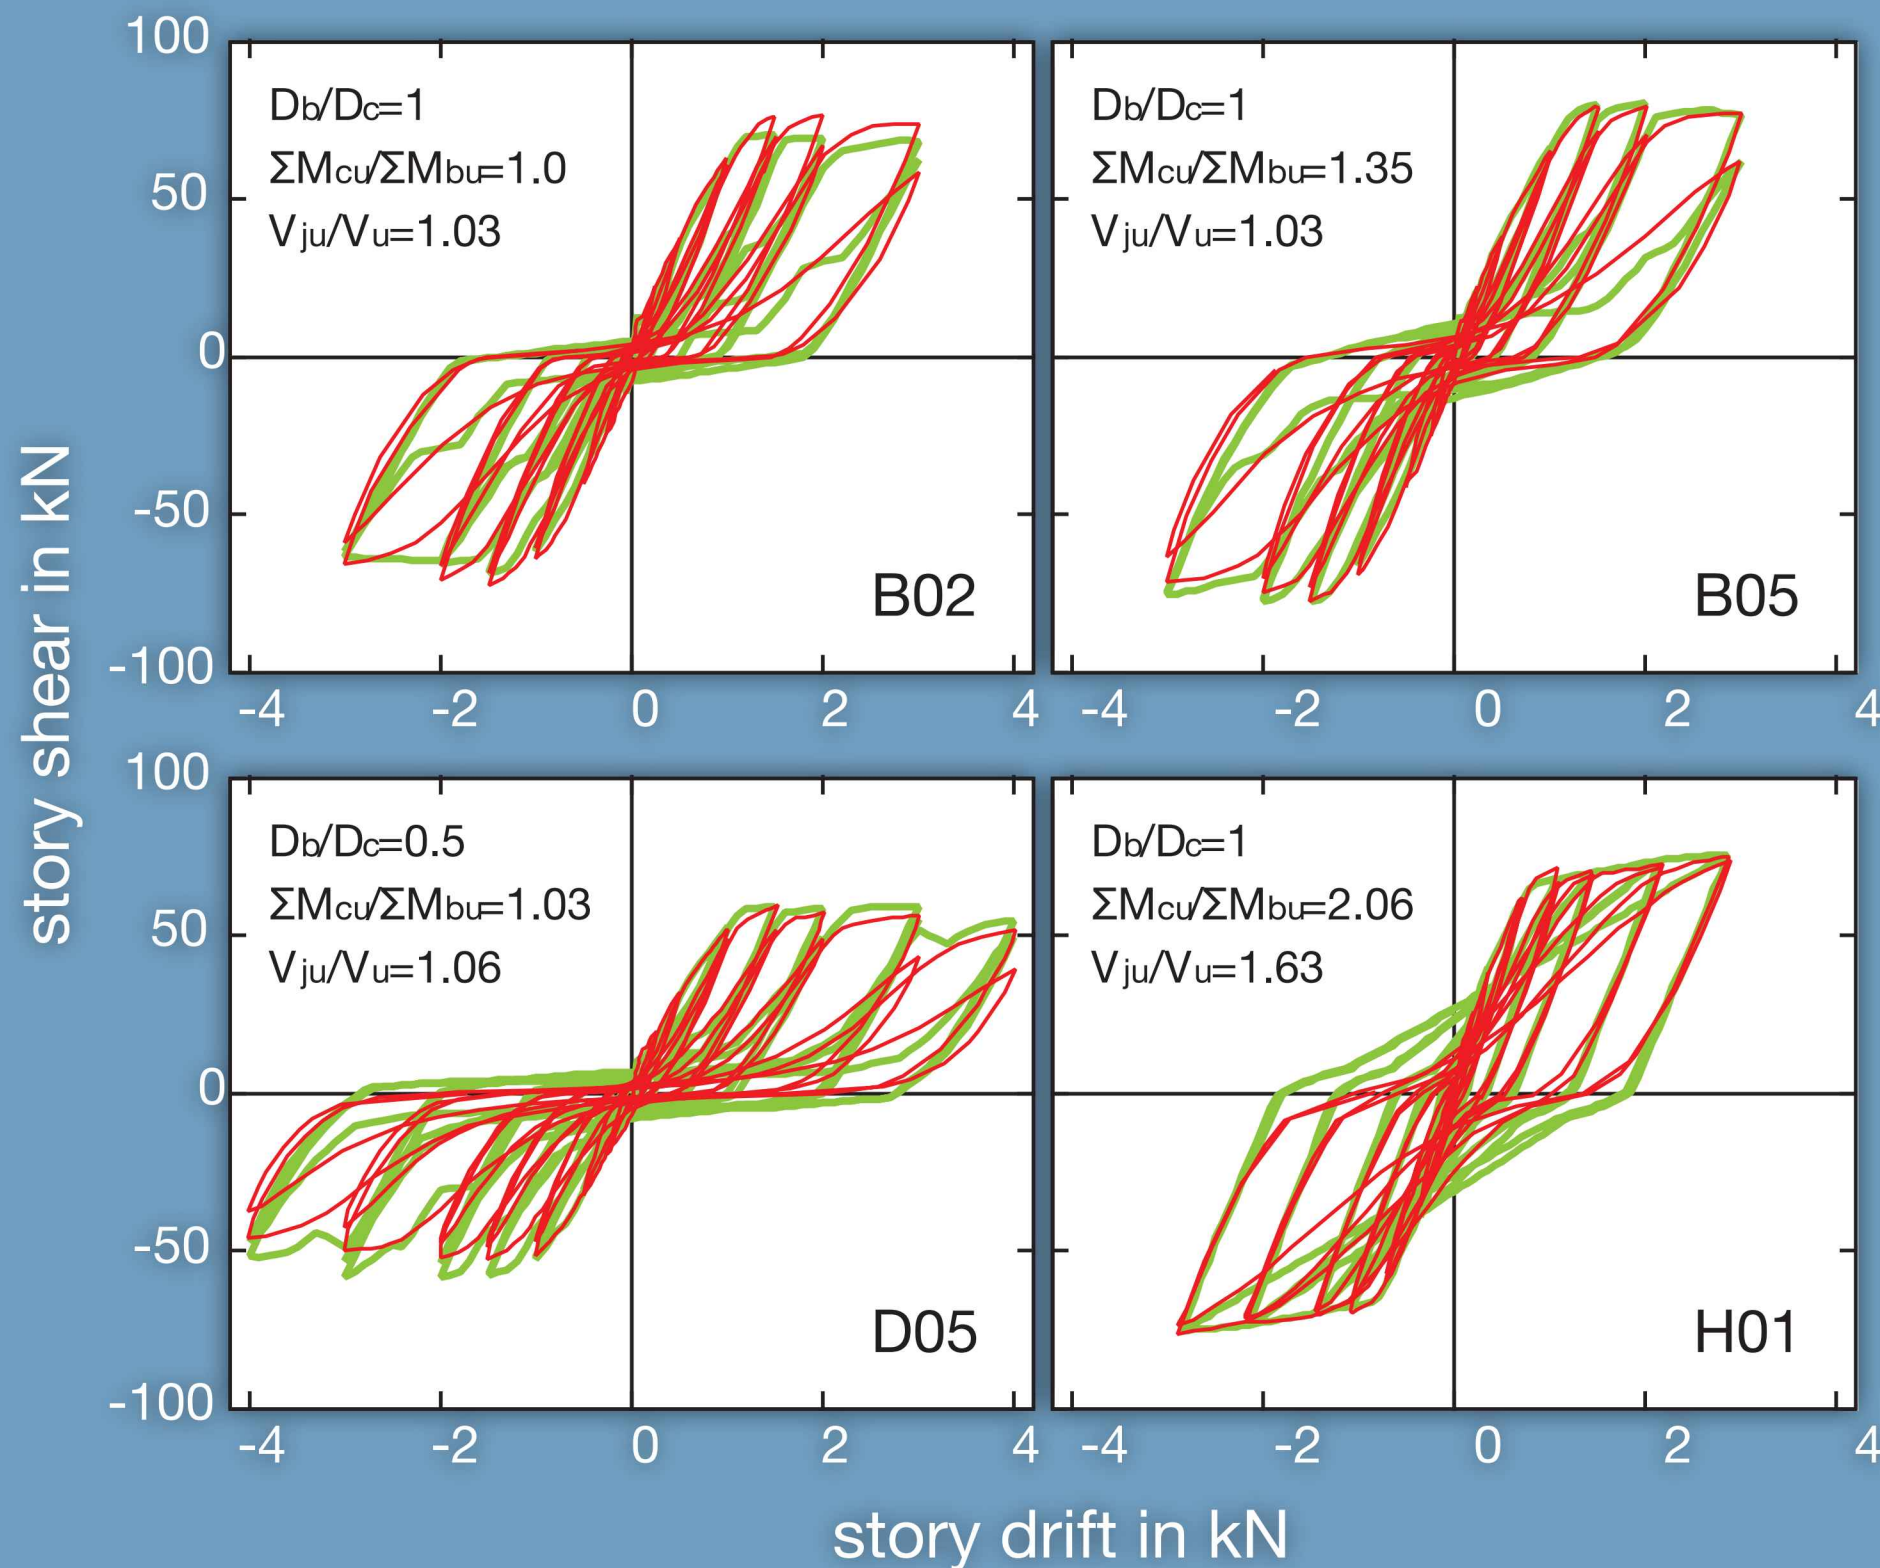 story shear in kN
100
50
0
-50
-100
Db/Dc=1
ΣMcu/ΣMbu=1.0
Vju/Vu=1.03
B02
-4 -2 0 2 4
Db/Dc=1
ΣMcu/ΣMbu=1.35
Vju/Vu=1.03
B05
-4 -2 0 2 4
100
50
0
-50
-100
Db/Dc=0.5
ΣMcu/ΣMbu=1.03
Vju/Vu=1.06
D05
-4 -2 0 2 4
Db/Dc=1
ΣMcu/ΣMbu=2.06
Vju/Vu=1.63
H01
-4 -2 0 2 4
story drift in kN